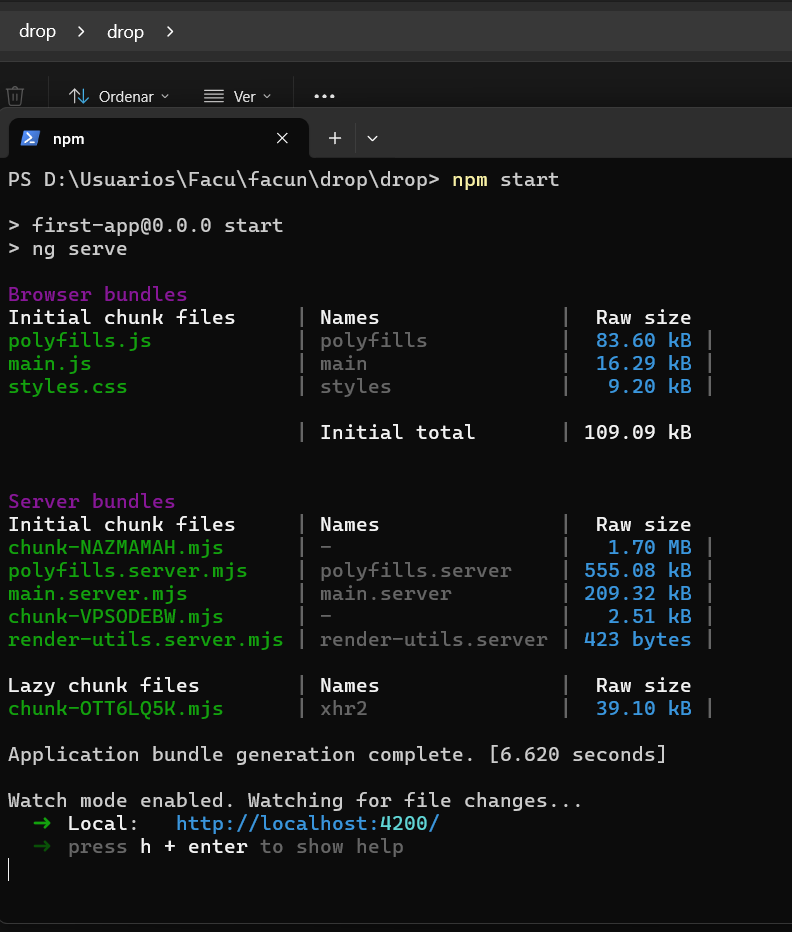 drop > drop >
Ordenar Ver ...
npm
PS D:\Usuarios\Facu\facun\drop\drop> npm start
> first-app@0.0.0 start
> ng serve
Browser bundles
Initial chunk files | Names | Raw size
polyfills.js | polyfills | 83.60 kB |
main.js | main | 16.29 kB |
styles.css | styles | 9.20 kB |
| Initial total | 109.09 kB
Server bundles
Initial chunk files | Names | Raw size
chunk-NAZMAMAH.mjs | - | 1.70 MB |
polyfills.server.mjs | polyfills.server | 555.08 kB |
main.server.mjs | main.server | 209.32 kB |
chunk-VPSODEBW.mjs | - | 2.51 kB |
render-utils.server.mjs | render-utils.server | 423 bytes |
Lazy chunk files | Names | Raw size
chunk-OTT6LQ5K.mjs | xhr2 | 39.10 kB |
Application bundle generation complete. [6.620 seconds]
Watch mode enabled. Watching for file changes...
➜ Local: http://localhost:4200/
➜ press h + enter to show help